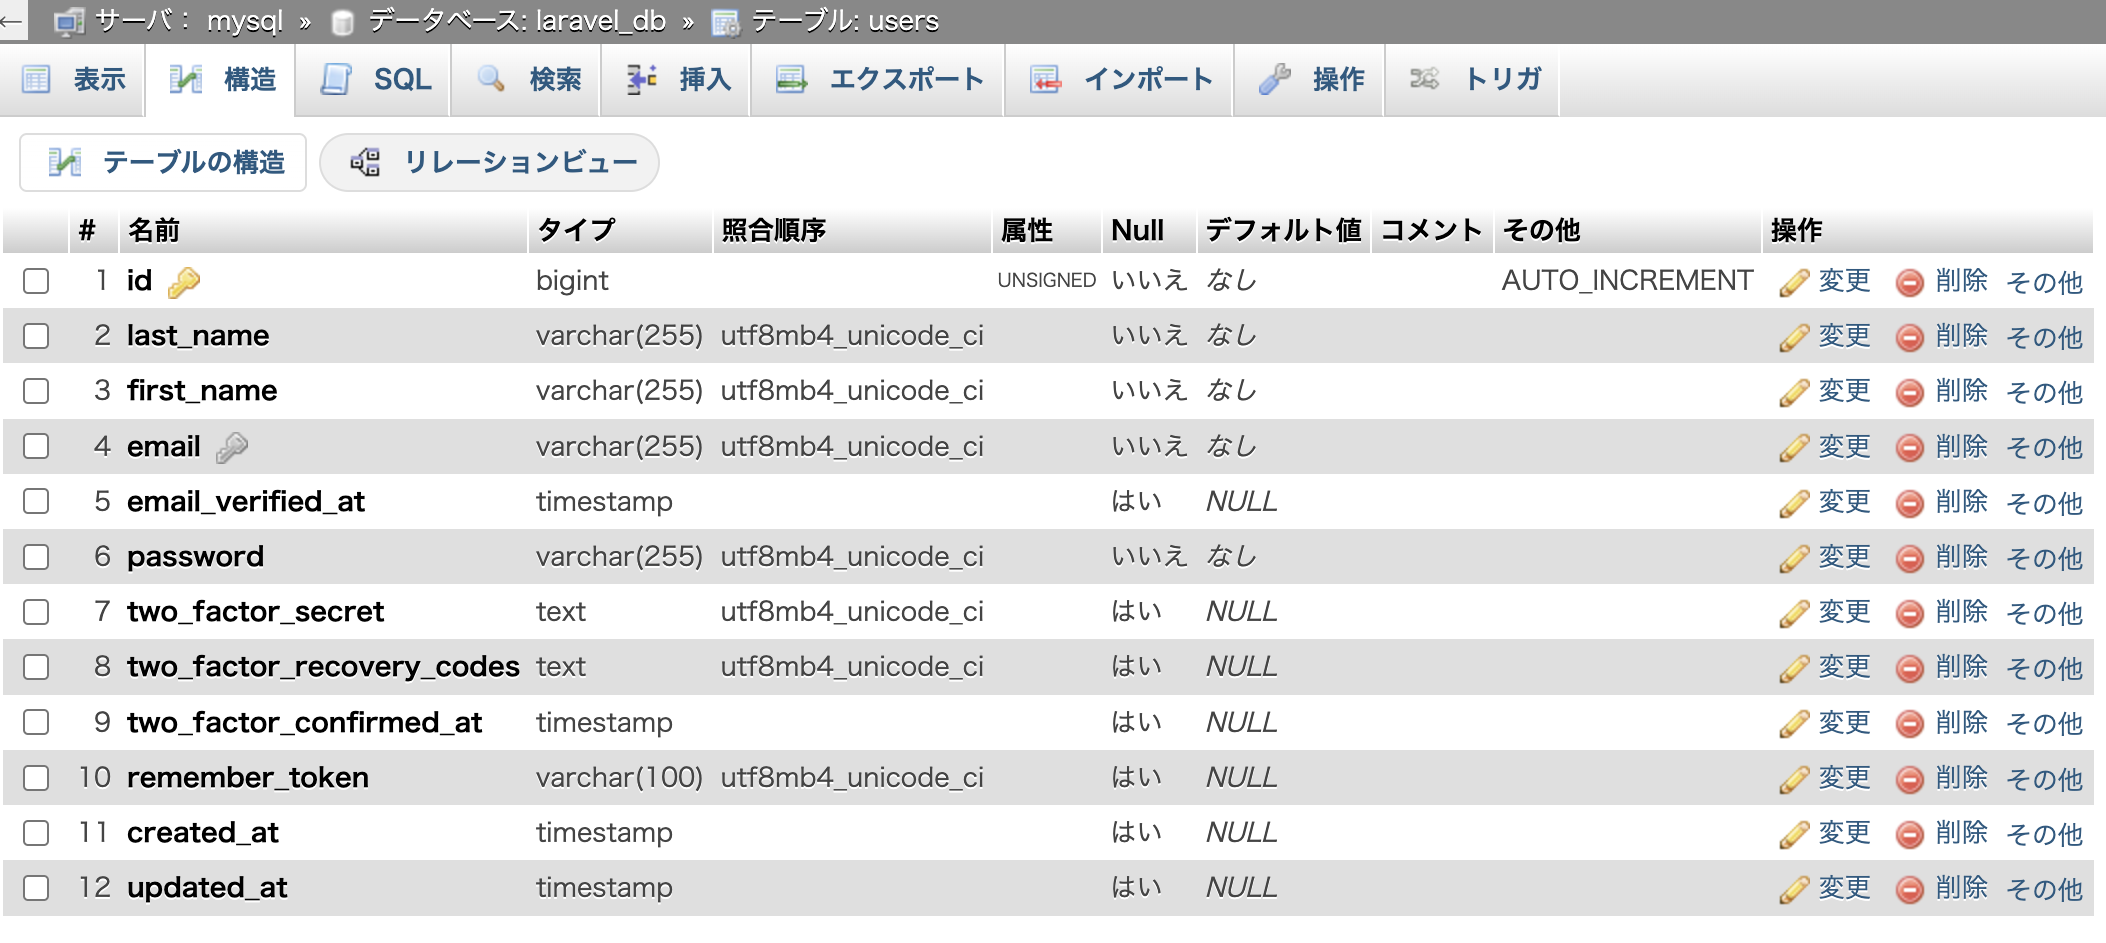 ← サーバ: mysql » データベース: laravel_db » テーブル: users
表示 構造 SQL 検索 挿入 エクスポート インポート 操作 トリガ
テーブルの構造 リレーションビュー
# 名前 タイプ 照合順序 属性 Null デフォルト値 コメント その他 操作
1 id bigint UNSIGNED いいえ なし AUTO_INCREMENT 変更 削除 その他
2 last_name varchar(255) utf8mb4_unicode_ci いいえ なし 変更 削除 その他
3 first_name varchar(255) utf8mb4_unicode_ci いいえ なし 変更 削除 その他
4 email varchar(255) utf8mb4_unicode_ci いいえ なし 変更 削除 その他
5 email_verified_at timestamp はい NULL 変更 削除 その他
6 password varchar(255) utf8mb4_unicode_ci いいえ なし 変更 削除 その他
7 two_factor_secret text utf8mb4_unicode_ci はい NULL 変更 削除 その他
8 two_factor_recovery_codes text utf8mb4_unicode_ci はい NULL 変更 削除 その他
9 two_factor_confirmed_at timestamp はい NULL 変更 削除 その他
10 remember_token varchar(100) utf8mb4_unicode_ci はい NULL 変更 削除 その他
11 created_at timestamp はい NULL 変更 削除 その他
12 updated_at timestamp はい NULL 変更 削除 その他